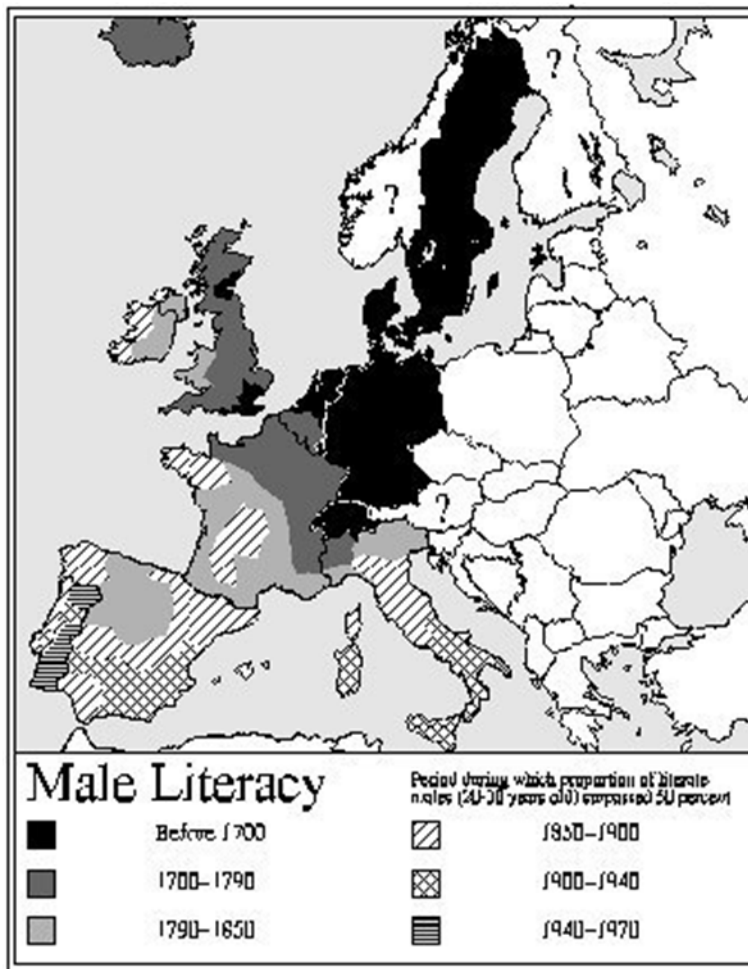 ?
?
?
Male Literacy
Period during which proportion of literate
males (20-30 years old) surpassed 50 percent
Before 1700
1700–1790
1790–1850
1850–1900
1900–1940
1940–1970